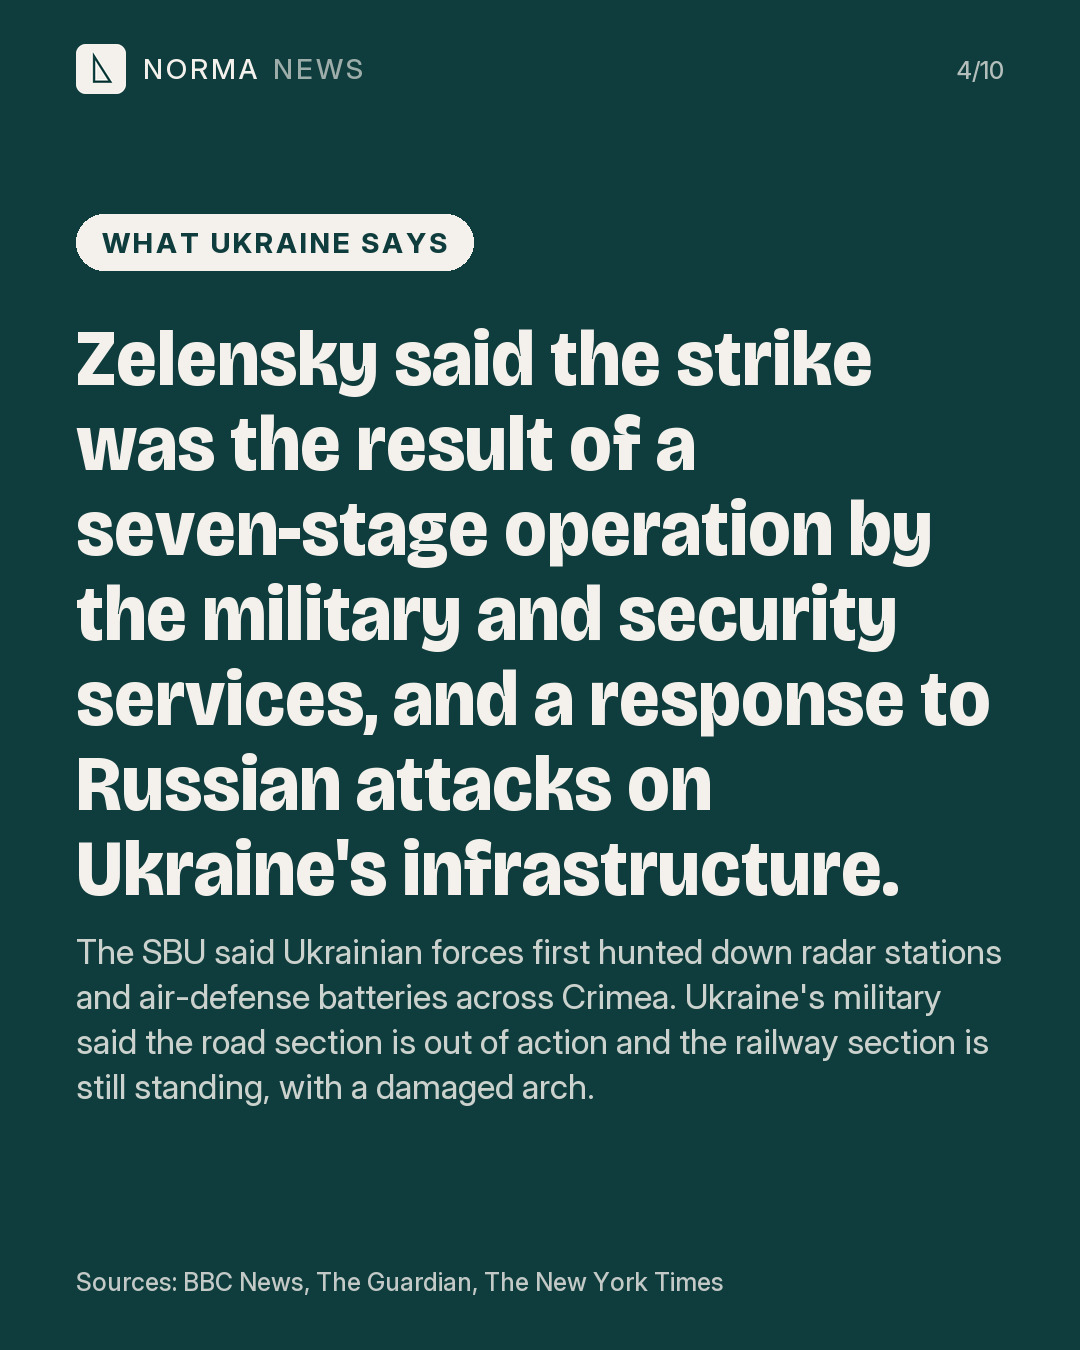 NORMA NEWS
4/10
WHAT UKRAINE SAYS
Zelensky said the strike
was the result of a
seven-stage operation by
the military and security
services, and a response to
Russian attacks on
Ukraine's infrastructure.
The SBU said Ukrainian forces first hunted down radar stations
and air-defense batteries across Crimea. Ukraine's military
said the road section is out of action and the railway section is
still standing, with a damaged arch.
Sources: BBC News, The Guardian, The New York Times